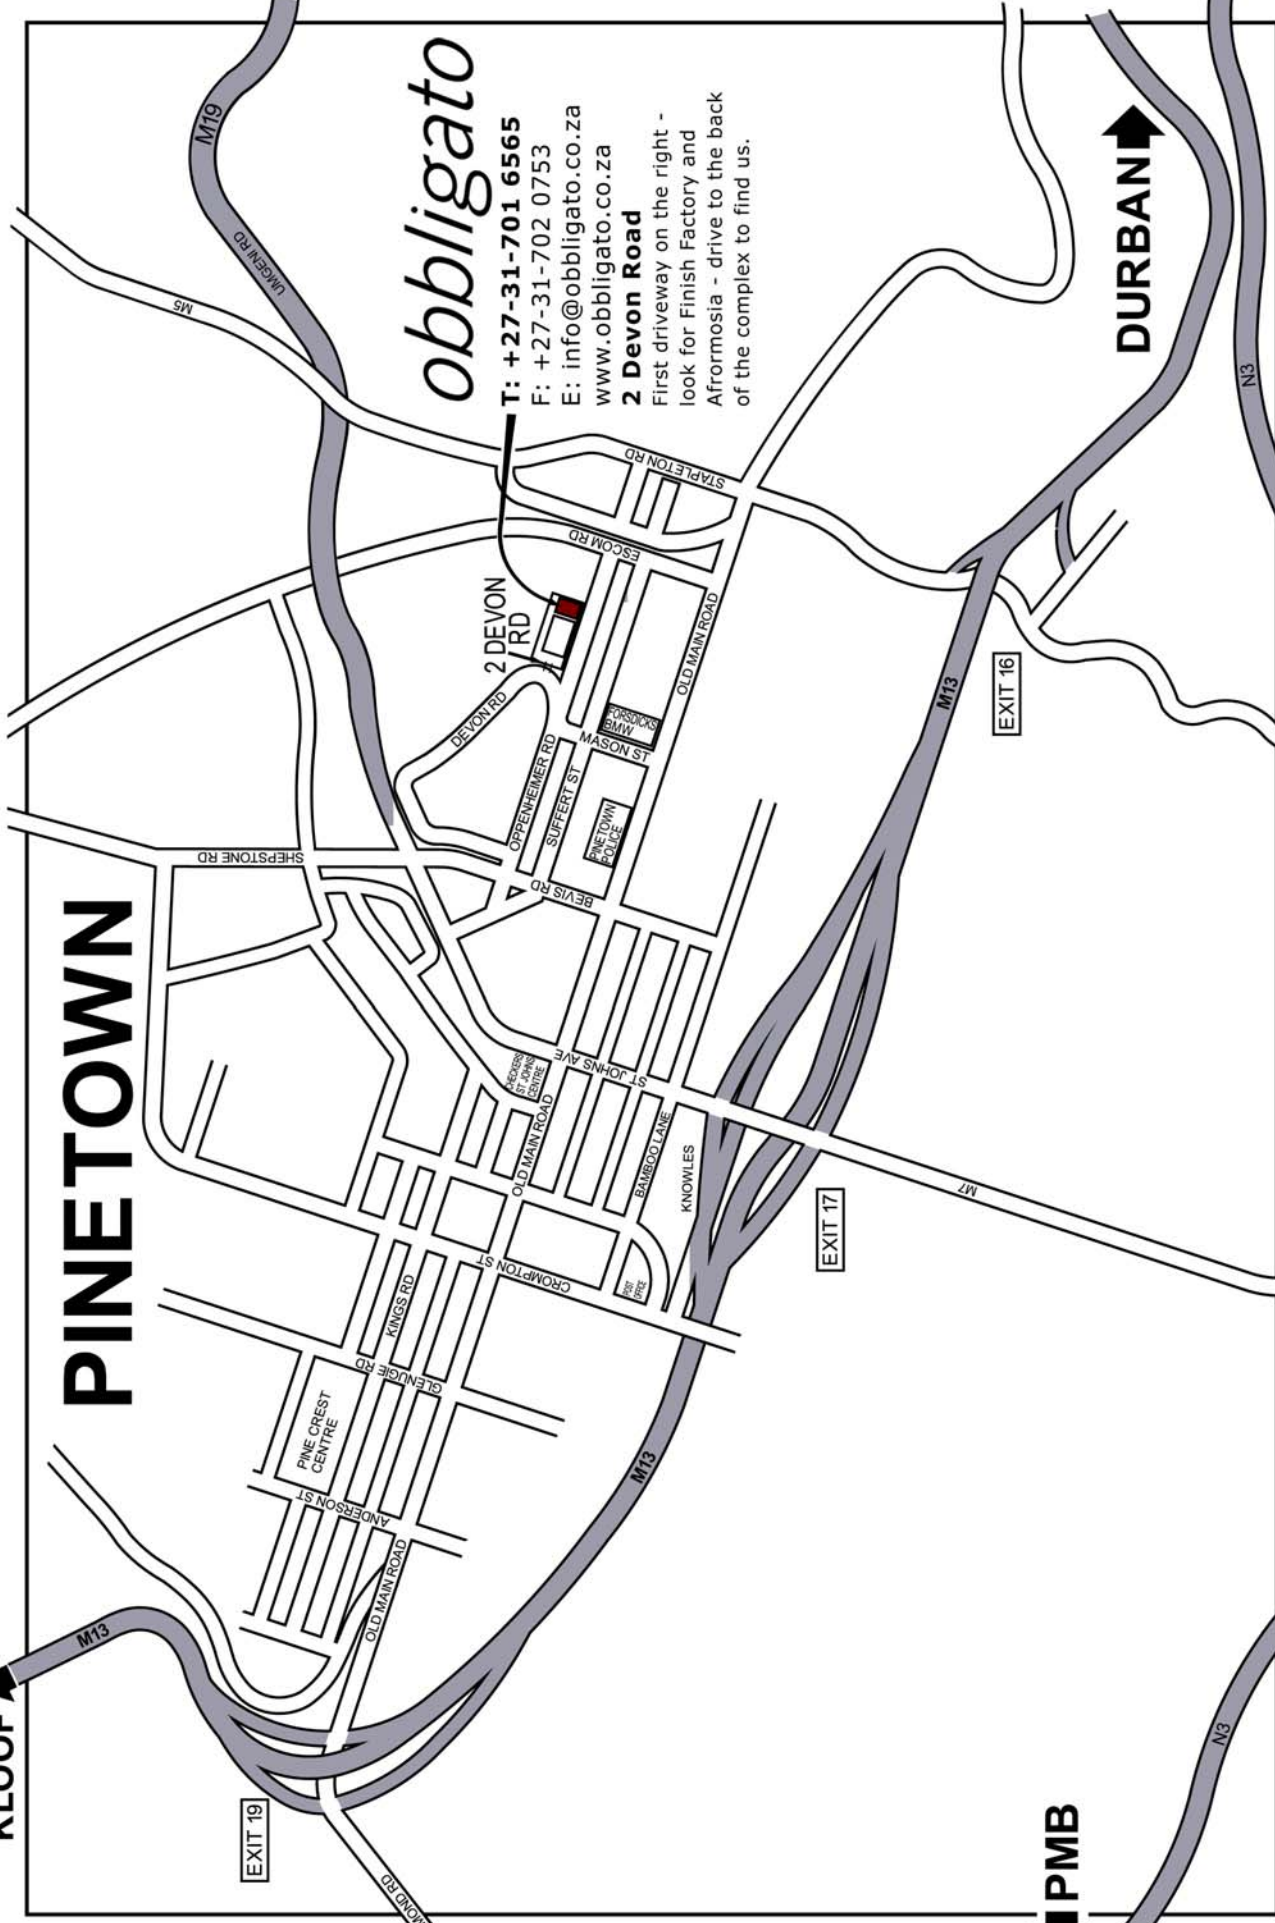 PINETOWN
obbligato
T: +27-31-701 6565
F: +27-31-702 0753
E: info@obbligato.co.za
www.obbligato.co.za
2 Devon Road
First driveway on the right -
look for Finish Factory and
Afrormosia - drive to the back
of the complex to find us.
2 DEVON
RD
M19
UMGENI RD
M5
STAPLETON RD
ESCOM RD
DEVON RD
OPPENHEIMER RD
SUFFERT ST
MASON ST
FORSDICKS
BMW
PINETOWN
POLICE
OLD MAIN ROAD
SHEPSTONE RD
BEVIS RD
ST JOHNS AVE
CHECKERS
ST JOHNS
CENTRE
OLD MAIN ROAD
BAMBOO LANE
KNOWLES
CROMPTON ST
POST
OFFICE
KINGS RD
GLENUGIE RD
PINE CREST
CENTRE
ANDERSON ST
OLD MAIN ROAD
M13
M13
M13
M7
N3
N3
EXIT 16
EXIT 17
EXIT 19
DURBAN
KLOOF
PMB
MOND RD